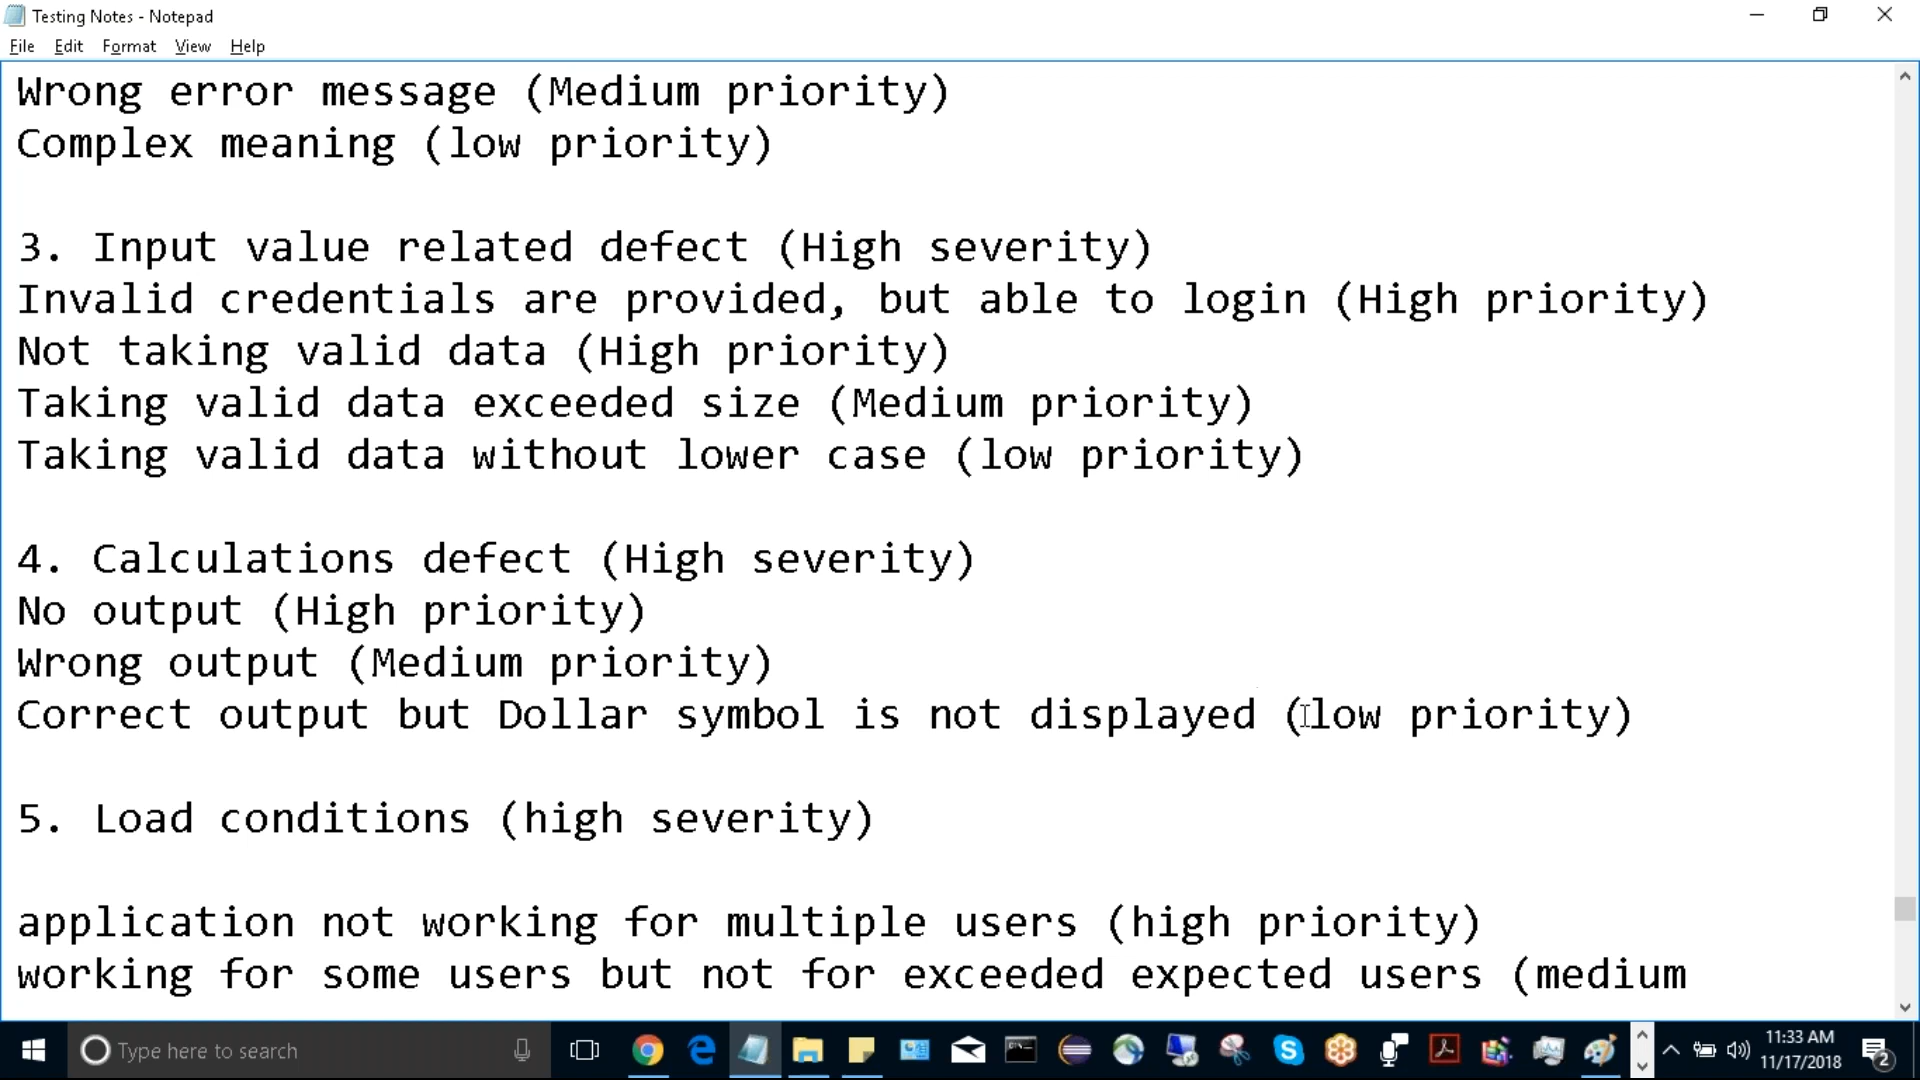 Testing Notes - Notepad
File Edit Format View Help
Wrong error message (Medium priority)
Complex meaning (low priority)
3. Input value related defect (High severity)
Invalid credentials are provided, but able to login (High priority)
Not taking valid data (High priority)
Taking valid data exceeded size (Medium priority)
Taking valid data without lower case (low priority)
4. Calculations defect (High severity)
No output (High priority)
Wrong output (Medium priority)
Correct output but Dollar symbol is not displayed (low priority)
5. Load conditions (high severity)
application not working for multiple users (high priority)
working for some users but not for exceeded expected users (medium
Type here to search
11:33 AM
11/17/2018
2